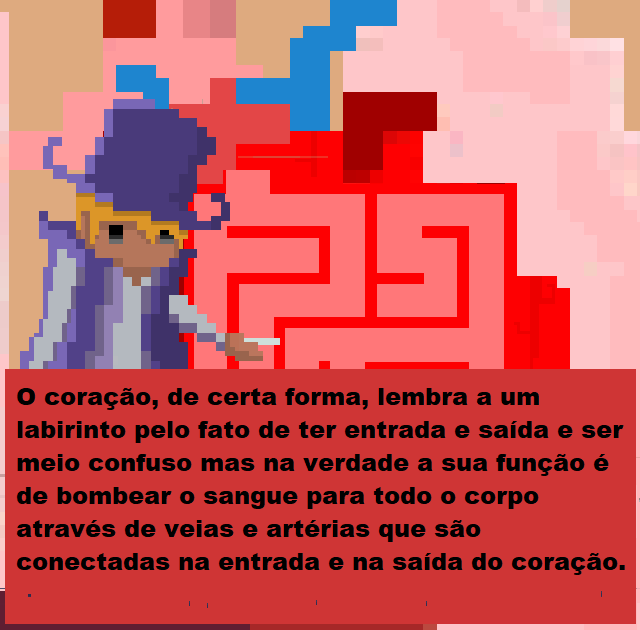 O coração, de certa forma, lembra a um
labirinto pelo fato de ter entrada e saída e ser
meio confuso mas na verdade a sua função é
de bombear o sangue para todo o corpo
através de veias e artérias que são
conectadas na entrada e na saída do coração.